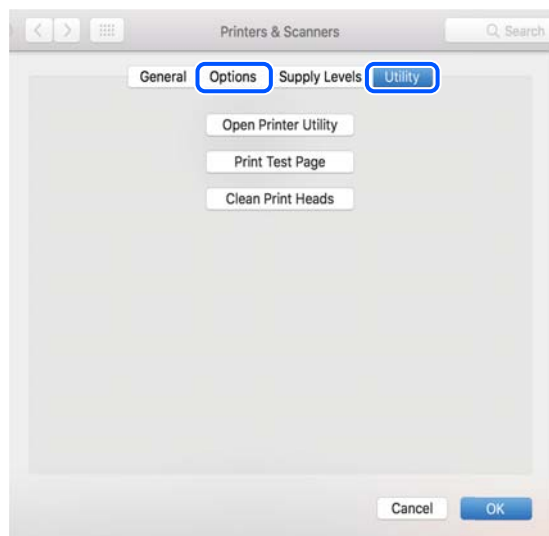 Printers & Scanners Search
General Options Supply Levels Utility
Open Printer Utility
Print Test Page
Clean Print Heads
Cancel OK